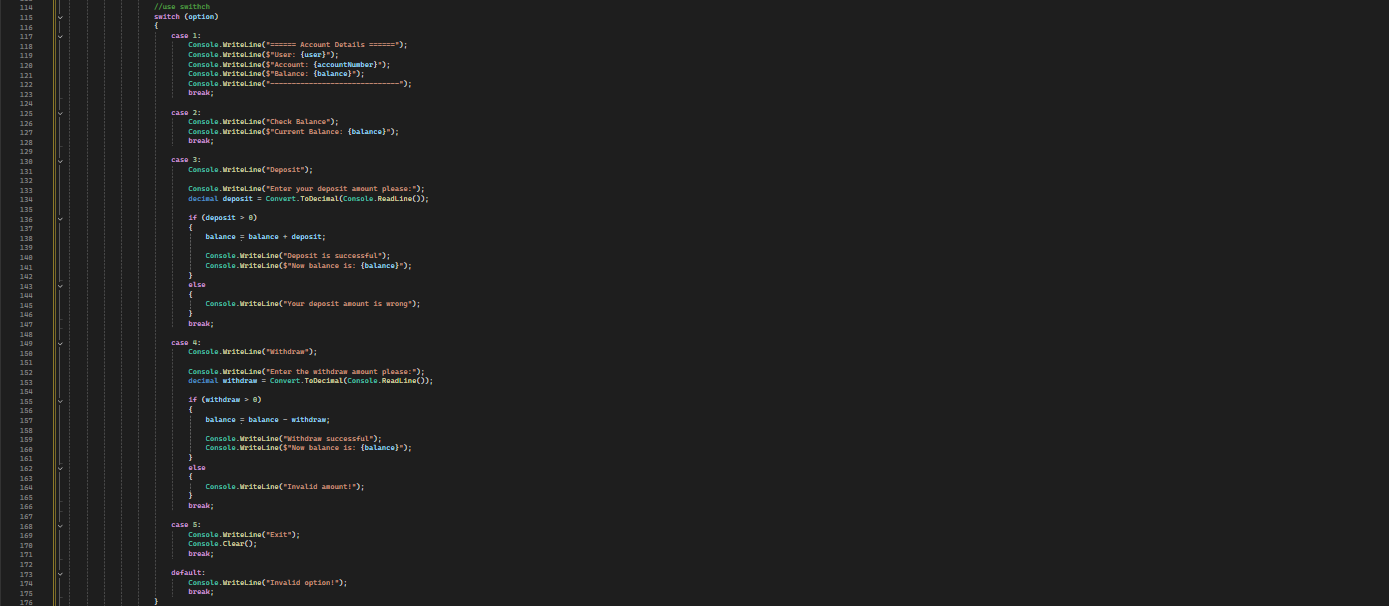 114 //use swithch
115 switch (option)
116 {
117 case 1:
118 Console.WriteLine("====== Account Details ======");
119 Console.WriteLine($"User: {user}");
120 Console.WriteLine($"Account: {accountNumber}");
121 Console.WriteLine($"Balance: {balance}");
122 Console.WriteLine("------------------------------");
123 break;
124
125 case 2:
126 Console.WriteLine("Check Balance");
127 Console.WriteLine($"Current Balance: {balance}");
128 break;
129
130 case 3:
131 Console.WriteLine("Deposit");
132
133 Console.WriteLine("Enter your deposit amount please:");
134 decimal deposit = Convert.ToDecimal(Console.ReadLine());
135
136 if (deposit > 0)
137 {
138 balance = balance + deposit;
139
140 Console.WriteLine("Deposit is successful");
141 Console.WriteLine($"Now balance is: {balance}");
142 }
143 else
144 {
145 Console.WriteLine("Your deposit amount is wrong");
146 }
147 break;
148
149 case 4:
150 Console.WriteLine("Withdraw");
151
152 Console.WriteLine("Enter the withdraw amount please:");
153 decimal withdraw = Convert.ToDecimal(Console.ReadLine());
154
155 if (withdraw > 0)
156 {
157 balance = balance - withdraw;
158
159 Console.WriteLine("Withdraw successful");
160 Console.WriteLine($"Now balance is: {balance}");
161 }
162 else
163 {
164 Console.WriteLine("Invalid amount!");
165 }
166 break;
167
168 case 5:
169 Console.WriteLine("Exit");
170 Console.Clear();
171 break;
172
173 default:
174 Console.WriteLine("Invalid option!");
175 break;
176 }